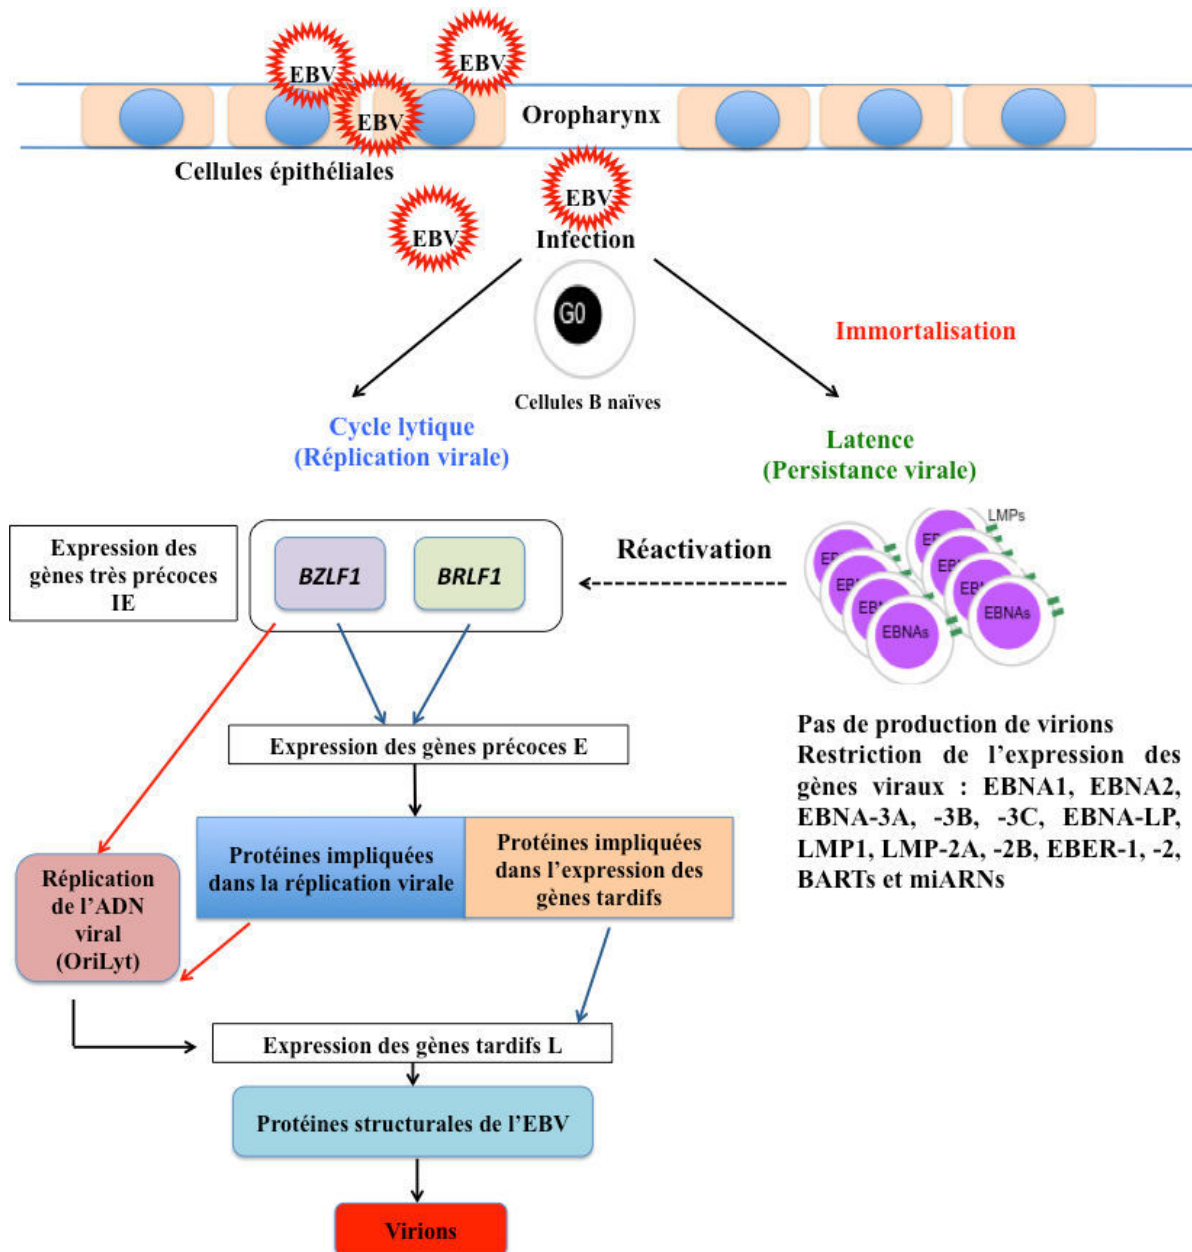 EBV
EBV
EBV
Oropharynx
Cellules épithéliales
EBV
EBV
Infection
G0
Cellules B naïves
Immortalisation
Cycle lytique
(Réplication virale)
Latence
(Persistance virale)
Expression des
gènes très précoces
IE
BZLF1
BRLF1
Réactivation
LMPs
EBNAs
EBNAs
Expression des gènes précoces E
Protéines impliquées
dans la réplication virale
Protéines impliquées
dans l’expression des
gènes tardifs
Réplication
de l’ADN
viral
(OriLyt)
Pas de production de virions
Restriction de l’expression des
gènes viraux : EBNA1, EBNA2,
EBNA-3A, -3B, -3C, EBNA-LP,
LMP1, LMP-2A, -2B, EBER-1, -2,
BARTs et miARNs
Expression des gènes tardifs L
Protéines structurales de l’EBV
Virions